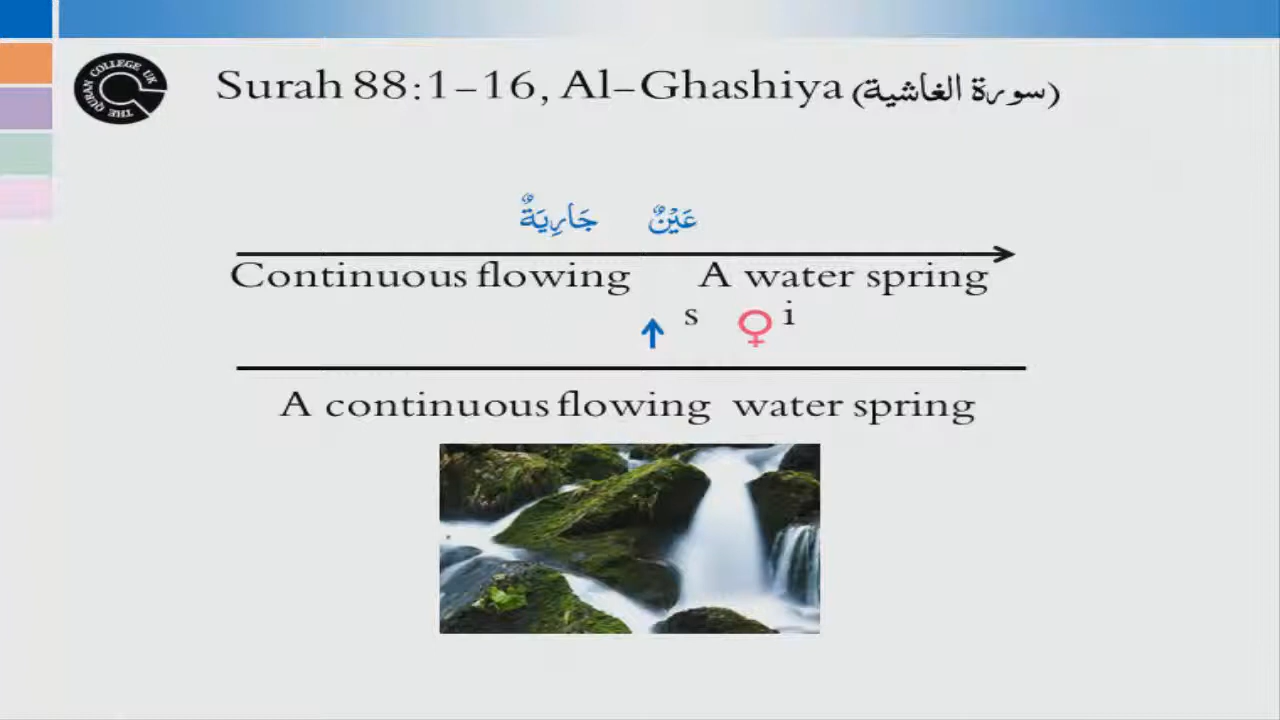 THE QURAN COLLEGE UK
Surah 88:1-16, Al-Ghashiya (سورة الغاشية)
عَيْنٌ جَارِيَةٌ
Continuous flowing A water spring
s ♀ i
↑
A continuous flowing water spring